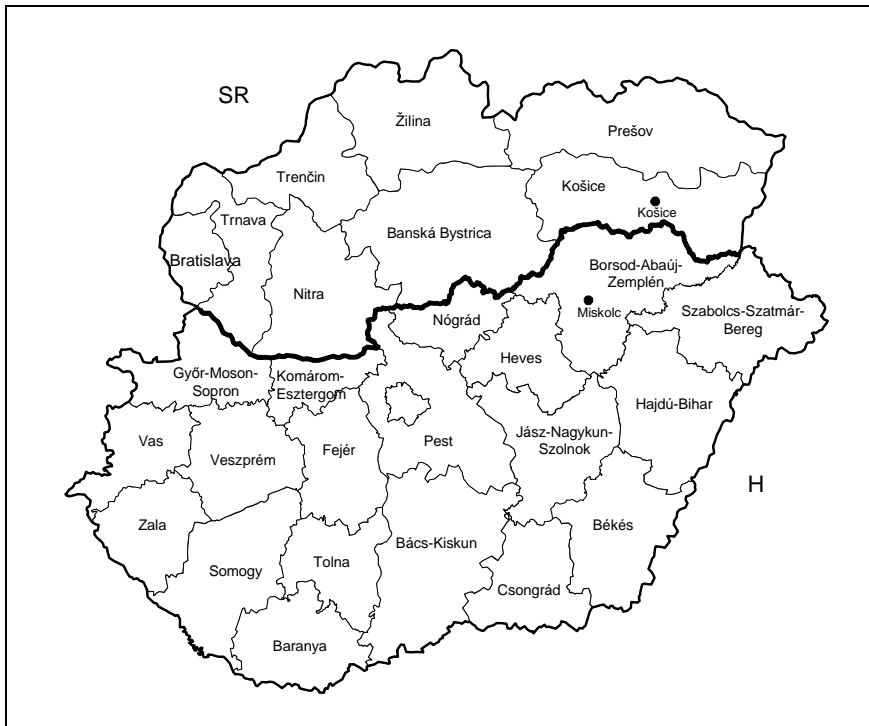 SR
Žilina
Prešov
Trenčin
Košice
Košice
Trnava
Banská Bystrica
Bratislava
Nitra
Borsod-Abaúj-
Zemplén
Miskolc
Szabolcs-Szatmár-
Bereg
Nógrád
Heves
Győr-Moson-
Sopron
Komárom-
Esztergom
Hajdú-Bihar
Vas
Veszprém
Fejér
Pest
Jász-Nagykun-
Szolnok
H
Zala
Somogy
Tolna
Bács-Kiskun
Békés
Csongrád
Baranya